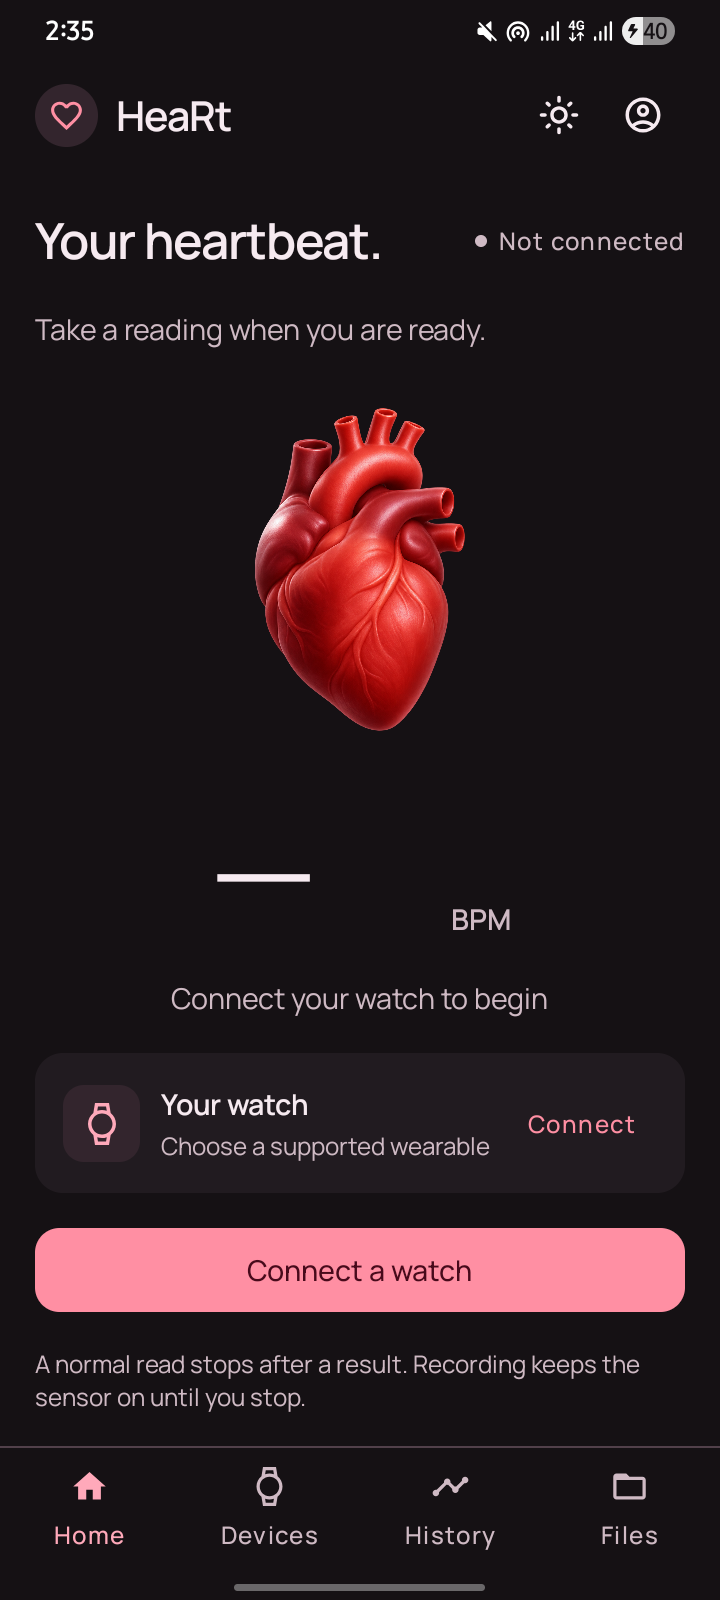 2:35
4G
40
HeaRt
Your heartbeat.
Not connected
Take a reading when you are ready.
—
BPM
Connect your watch to begin
Your watch
Choose a supported wearable
Connect
Connect a watch
A normal read stops after a result. Recording keeps the
sensor on until you stop.
Home
Devices
History
Files